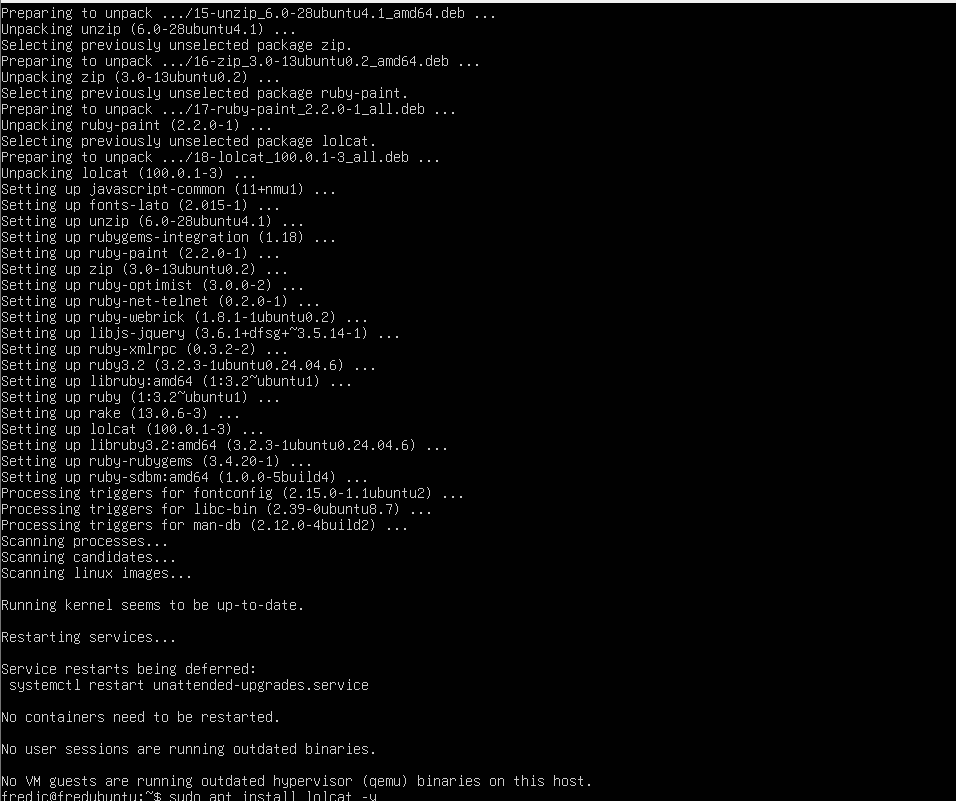 Preparing to unpack .../15-unzip_6.0-28ubuntu4.1_amd64.deb ...
Unpacking unzip (6.0-28ubuntu4.1) ...
Selecting previously unselected package zip.
Preparing to unpack .../16-zip_3.0-13ubuntu0.2_amd64.deb ...
Unpacking zip (3.0-13ubuntu0.2) ...
Selecting previously unselected package ruby-paint.
Preparing to unpack .../17-ruby-paint_2.2.0-1_all.deb ...
Unpacking ruby-paint (2.2.0-1) ...
Selecting previously unselected package lolcat.
Preparing to unpack .../18-lolcat_100.0.1-3_all.deb ...
Unpacking lolcat (100.0.1-3) ...
Setting up javascript-common (11+nmu1) ...
Setting up fonts-lato (2.015-1) ...
Setting up unzip (6.0-28ubuntu4.1) ...
Setting up rubygems-integration (1.18) ...
Setting up ruby-paint (2.2.0-1) ...
Setting up zip (3.0-13ubuntu0.2) ...
Setting up ruby-optimist (3.0.0-2) ...
Setting up ruby-net-telnet (0.2.0-1) ...
Setting up ruby-webrick (1.8.1-1ubuntu0.2) ...
Setting up libjs-jquery (3.6.1+dfsg+~3.5.14-1) ...
Setting up ruby-xmlrpc (0.3.2-2) ...
Setting up ruby3.2 (3.2.3-1ubuntu0.24.04.6) ...
Setting up libruby:amd64 (1:3.2~ubuntu1) ...
Setting up ruby (1:3.2~ubuntu1) ...
Setting up rake (13.0.6-3) ...
Setting up lolcat (100.0.1-3) ...
Setting up libruby3.2:amd64 (3.2.3-1ubuntu0.24.04.6) ...
Setting up ruby-rubygems (3.4.20-1) ...
Setting up ruby-sdbm:amd64 (1.0.0-5build4) ...
Processing triggers for fontconfig (2.15.0-1.1ubuntu2) ...
Processing triggers for libc-bin (2.39-0ubuntu8.7) ...
Processing triggers for man-db (2.12.0-4build2) ...
Scanning processes...
Scanning candidates...
Scanning linux images...

Running kernel seems to be up-to-date.

Restarting services...

Service restarts being deferred:
 systemctl restart unattended-upgrades.service

No containers need to be restarted.

No user sessions are running outdated binaries.

No VM guests are running outdated hypervisor (qemu) binaries on this host.
fredic@fredubuntu:~$ sudo apt install lolcat -y